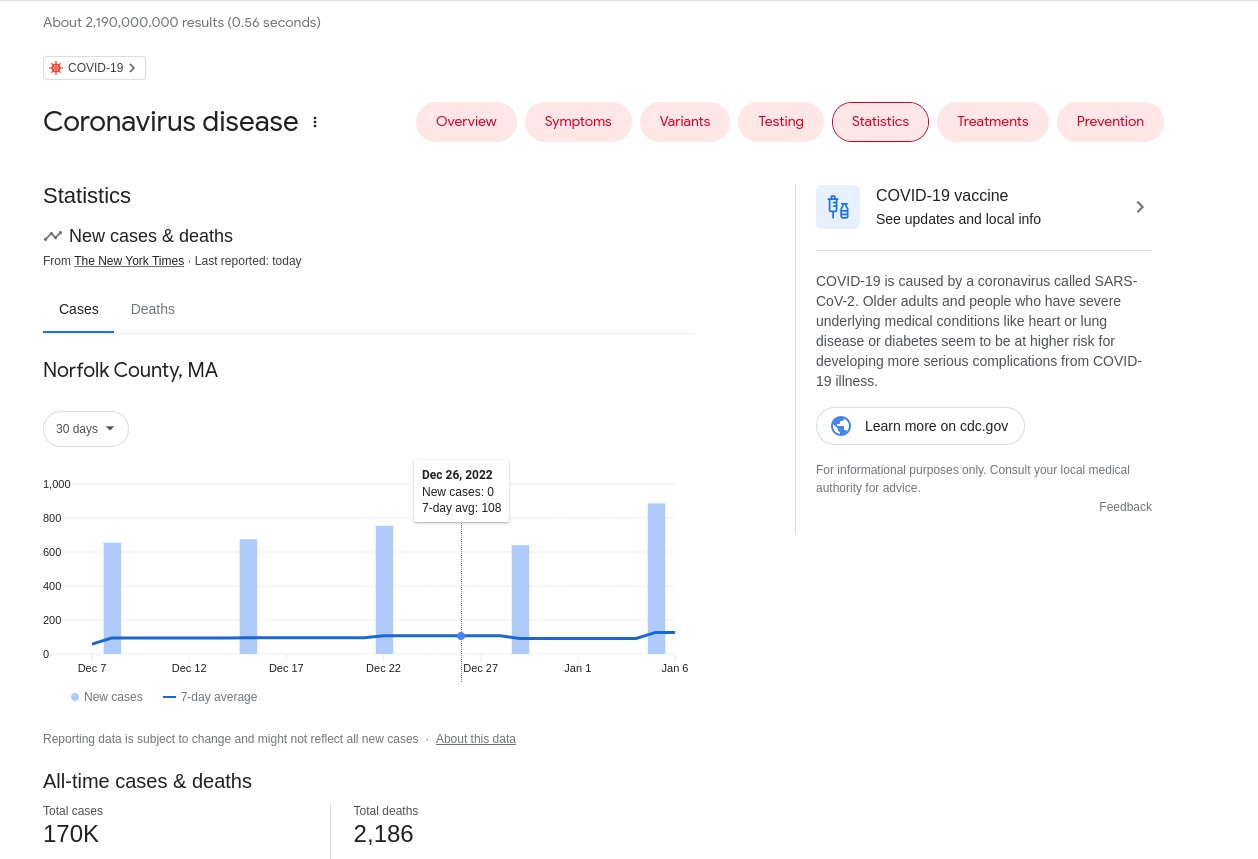 About 2,190,000,000 results (0.56 seconds)
COVID-19
Coronavirus disease
Overview
Symptoms
Variants
Testing
Statistics
Treatments
Prevention
Statistics
New cases & deaths
From The New York Times · Last reported: today
Cases
Deaths
Norfolk County, MA
30 days
Dec 26, 2022
New cases: 0
7-day avg: 108
1,000
800
600
400
200
0
Dec 7
Dec 12
Dec 17
Dec 22
Dec 27
Jan 1
Jan 6
New cases
7-day average
Reporting data is subject to change and might not reflect all new cases · About this data
All-time cases & deaths
Total cases
170K
Total deaths
2,186
COVID-19 vaccine
See updates and local info
COVID-19 is caused by a coronavirus called SARS-
CoV-2. Older adults and people who have severe
underlying medical conditions like heart or lung
disease or diabetes seem to be at higher risk for
developing more serious complications from COVID-
19 illness.
Learn more on cdc.gov
For informational purposes only. Consult your local medical
authority for advice.
Feedback